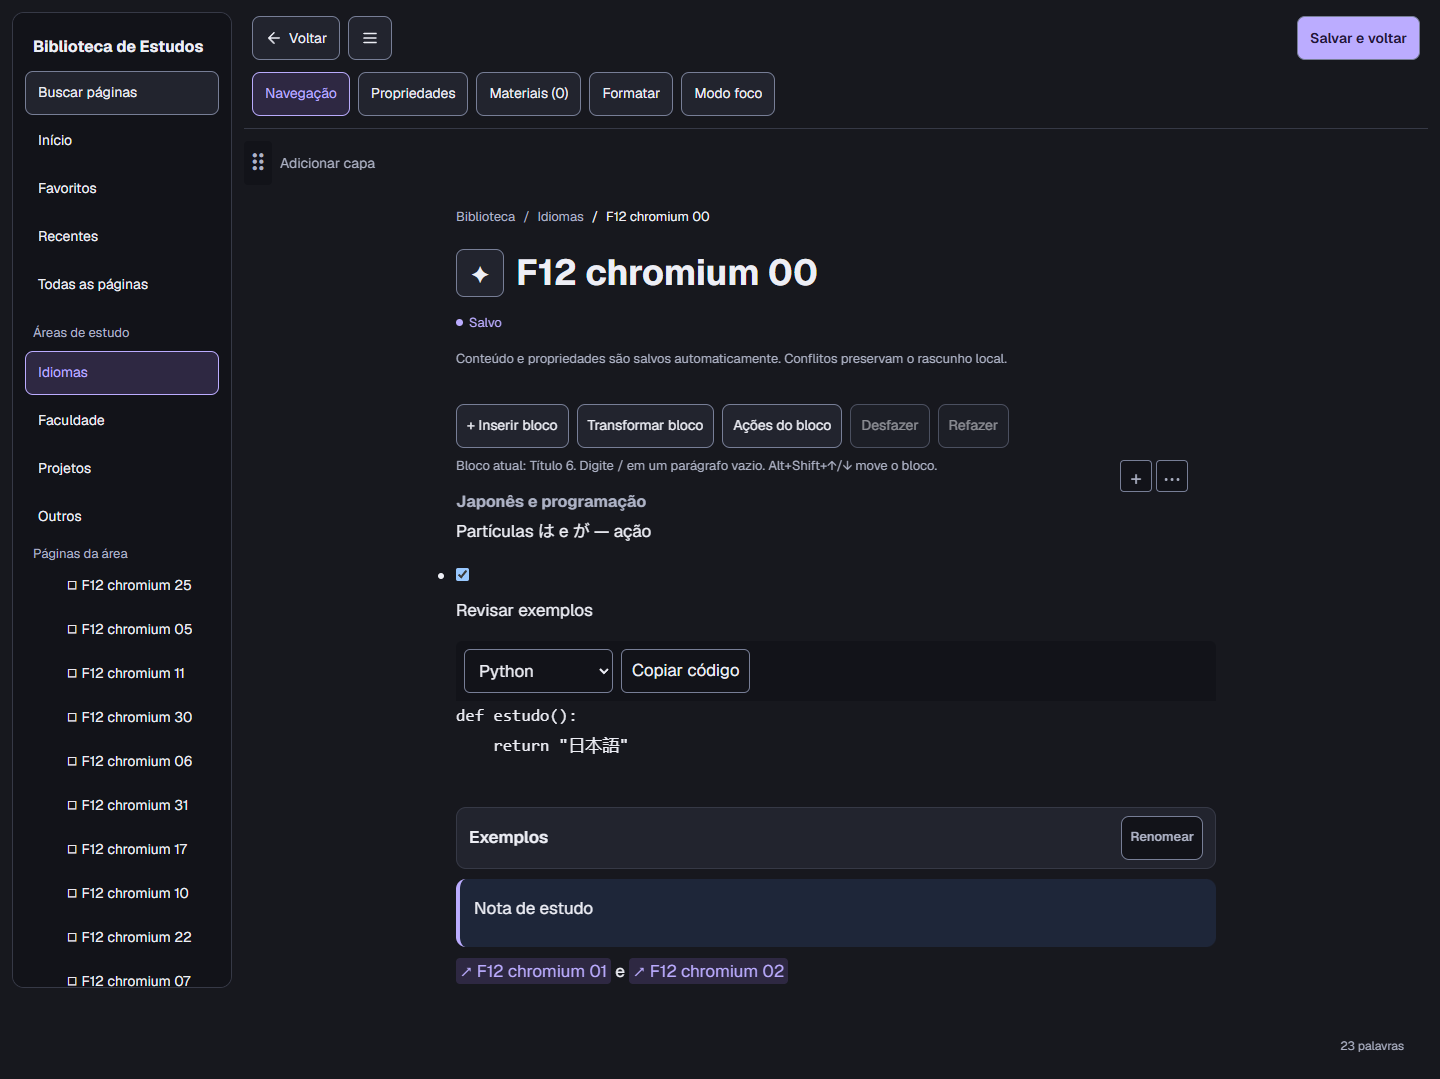 Biblioteca de Estudos
Buscar páginas
Início
Favoritos
Recentes
Todas as páginas
Áreas de estudo
Idiomas
Faculdade
Projetos
Outros
Páginas da área
F12 chromium 25
F12 chromium 05
F12 chromium 11
F12 chromium 30
F12 chromium 06
F12 chromium 31
F12 chromium 17
F12 chromium 10
F12 chromium 22
F12 chromium 07
← Voltar
Salvar e voltar
Navegação Propriedades Materiais (0) Formatar Modo foco
Adicionar capa
Biblioteca / Idiomas / F12 chromium 00
F12 chromium 00
Salvo
Conteúdo e propriedades são salvos automaticamente. Conflitos preservam o rascunho local.
+ Inserir bloco Transformar bloco Ações do bloco Desfazer Refazer
Bloco atual: Título 6. Digite / em um parágrafo vazio. Alt+Shift+↑/↓ move o bloco.
+ ...
Japonês e programação
Partículas は e が — ação
Revisar exemplos
Python Copiar código
def estudo():
    return "日本語"
Exemplos Renomear
Nota de estudo
↗ F12 chromium 01 e ↗ F12 chromium 02
23 palavras